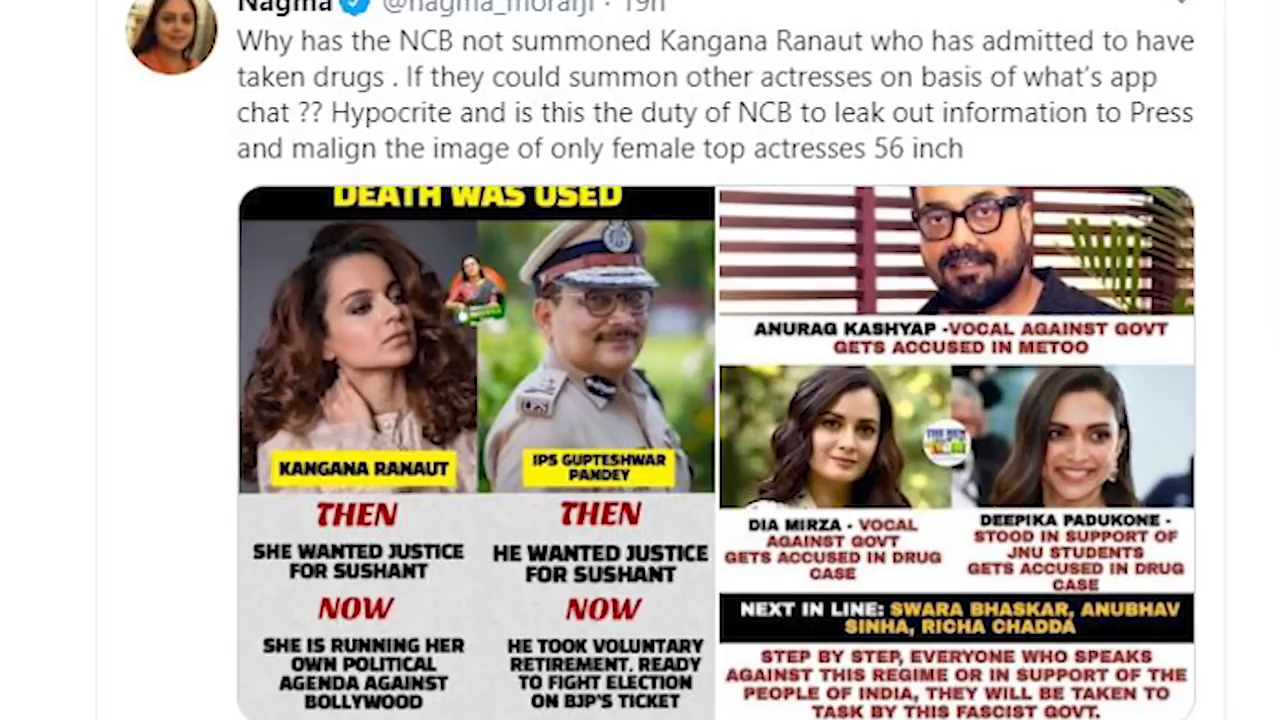 Nagma @nagma_morarji · 19h
Why has the NCB not summoned Kangana Ranaut who has admitted to have
taken drugs . If they could summon other actresses on basis of what's app
chat ?? Hypocrite and is this the duty of NCB to leak out information to Press
and malign the image of only female top actresses 56 inch
DEATH WAS USED
KANGANA RANAUT
IPS GUPTESHWAR
PANDEY
THEN
SHE WANTED JUSTICE
FOR SUSHANT
NOW
SHE IS RUNNING HER
OWN POLITICAL
AGENDA AGAINST
BOLLYWOOD
THEN
HE WANTED JUSTICE
FOR SUSHANT
NOW
HE TOOK VOLUNTARY
RETIREMENT, READY
TO FIGHT ELECTION
ON BJP'S TICKET
ANURAG KASHYAP -VOCAL AGAINST GOVT
GETS ACCUSED IN METOO
DIA MIRZA - VOCAL
AGAINST GOVT
GETS ACCUSED IN DRUG
CASE
DEEPIKA PADUKONE -
STOOD IN SUPPORT OF
JNU STUDENTS
GETS ACCUSED IN DRUG
CASE
NEXT IN LINE: SWARA BHASKAR, ANUBHAV
SINHA, RICHA CHADDA
STEP BY STEP, EVERYONE WHO SPEAKS
AGAINST THIS REGIME OR IN SUPPORT OF THE
PEOPLE OF INDIA, THEY WILL BE TAKEN TO
TASK BY THIS FASCIST GOVT.